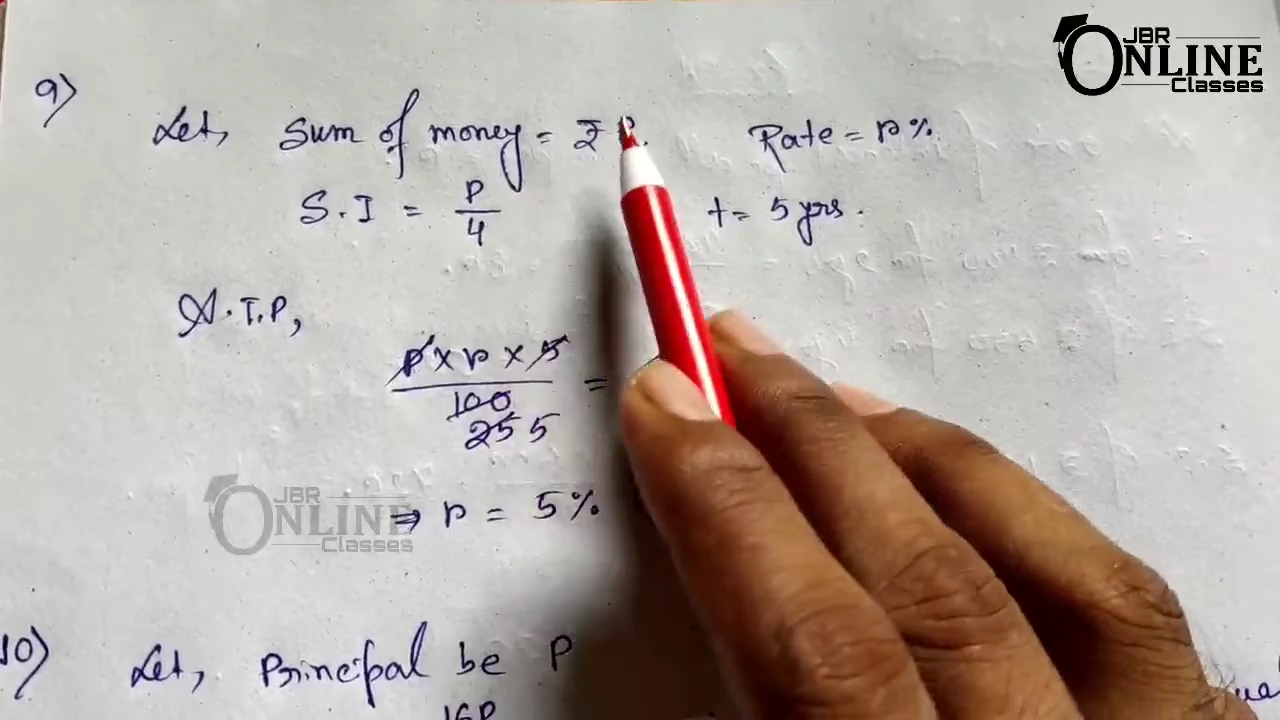 JBR
ONLINE
Classes
9)
Let, Sum of money = ₹ P. Rate = r%
S.I = P/4 t = 5 yrs.
A.T.P,
P × r × 5
100 =
25 5
JBR
ONLINE
Classes
⇒ r = 5%
10) Let, Principal be P
16P